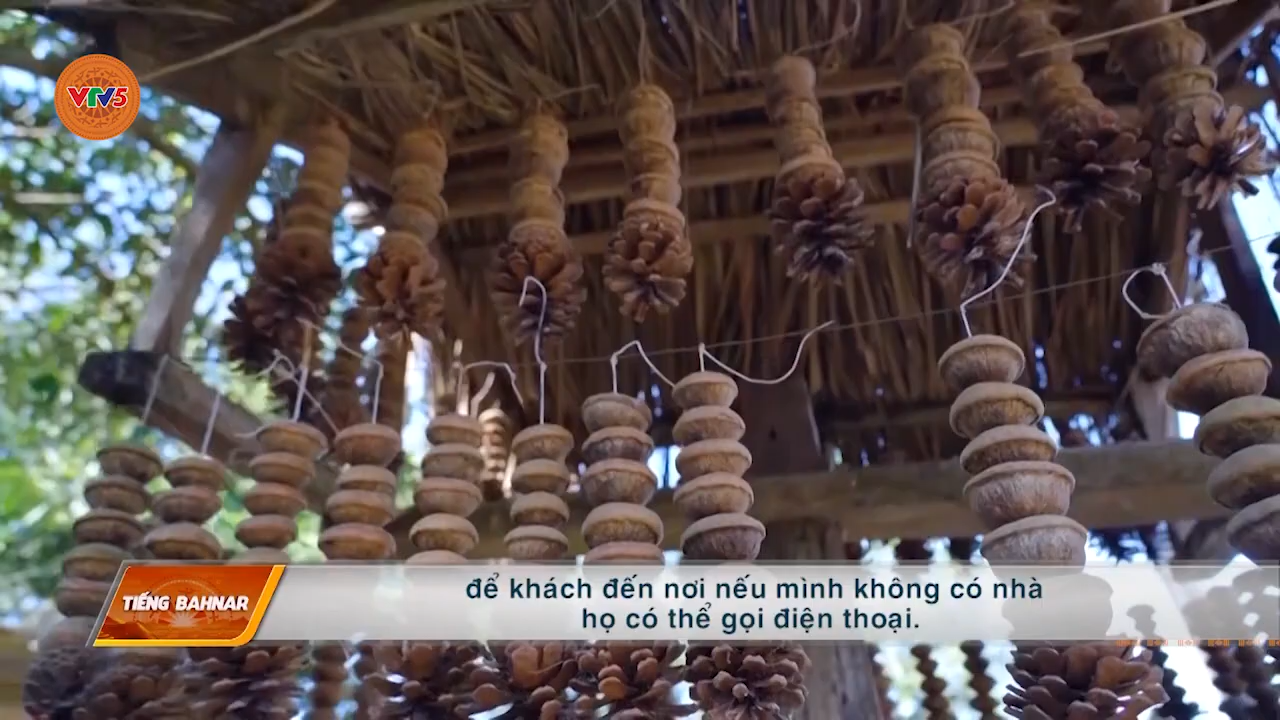 VTV5
TIẾNG BAHNAR
để khách đến nơi nếu mình không có nhà
họ có thể gọi điện thoại.